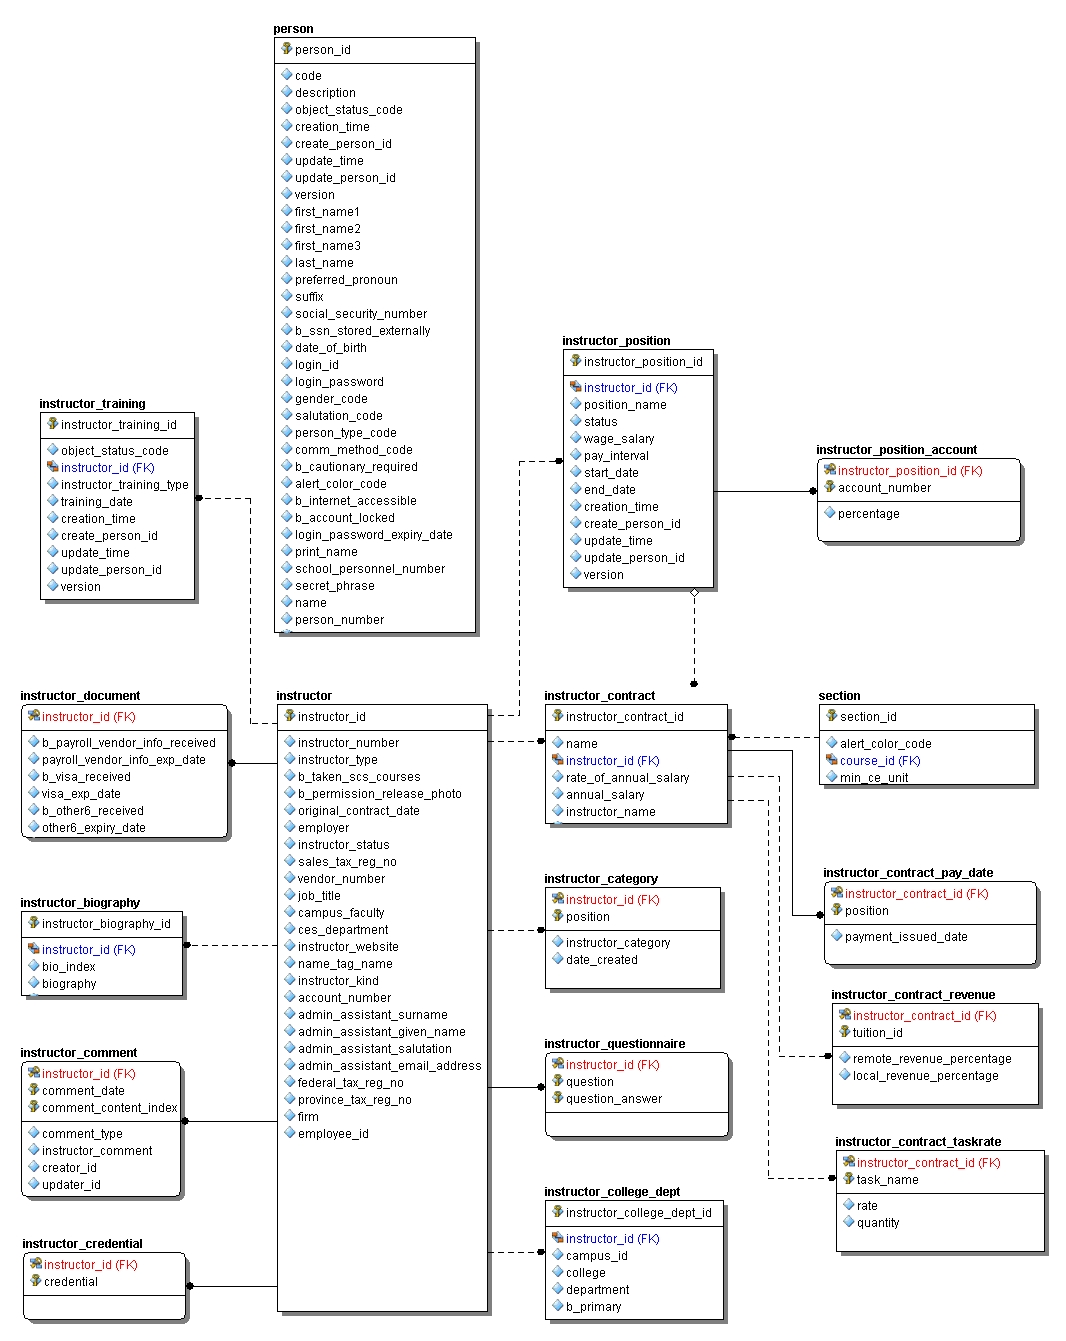 person
person_id
code
description
object_status_code
creation_time
create_person_id
update_time
update_person_id
version
first_name1
first_name2
first_name3
last_name
preferred_pronoun
suffix
social_security_number
b_ssn_stored_externally
date_of_birth
login_id
login_password
gender_code
salutation_code
person_type_code
comm_method_code
b_cautionary_required
alert_color_code
b_internet_accessible
b_account_locked
login_password_expiry_date
print_name
school_personnel_number
secret_phrase
name
person_number
instructor_training
instructor_training_id
object_status_code
instructor_id (FK)
instructor_training_type
training_date
creation_time
create_person_id
update_time
update_person_id
version
instructor_position
instructor_position_id
instructor_id (FK)
position_name
status
wage_salary
pay_interval
start_date
end_date
creation_time
create_person_id
update_time
update_person_id
version
instructor_position_account
instructor_position_id (FK)
account_number
percentage
instructor_document
instructor_id (FK)
b_payroll_vendor_info_received
payroll_vendor_info_exp_date
b_visa_received
visa_exp_date
b_other6_received
other6_expiry_date
instructor
instructor_id
instructor_number
instructor_type
b_taken_scs_courses
b_permission_release_photo
original_contract_date
employer
instructor_status
sales_tax_reg_no
vendor_number
job_title
campus_faculty
ces_department
instructor_website
name_tag_name
instructor_kind
account_number
admin_assistant_surname
admin_assistant_given_name
admin_assistant_salutation
admin_assistant_email_address
federal_tax_reg_no
province_tax_reg_no
firm
employee_id
instructor_contract
instructor_contract_id
name
instructor_id (FK)
rate_of_annual_salary
annual_salary
instructor_name
section
section_id
alert_color_code
course_id (FK)
min_ce_unit
instructor_biography
instructor_biography_id
instructor_id (FK)
bio_index
biography
instructor_category
instructor_id (FK)
position
instructor_category
date_created
instructor_contract_pay_date
instructor_contract_id (FK)
position
payment_issued_date
instructor_contract_revenue
instructor_contract_id (FK)
tuition_id
remote_revenue_percentage
local_revenue_percentage
instructor_comment
instructor_id (FK)
comment_date
comment_content_index
comment_type
instructor_comment
creator_id
updater_id
instructor_questionnaire
instructor_id (FK)
question
question_answer
instructor_contract_taskrate
instructor_contract_id (FK)
task_name
rate
quantity
instructor_credential
instructor_id (FK)
credential
instructor_college_dept
instructor_college_dept_id
instructor_id (FK)
campus_id
college
department
b_primary